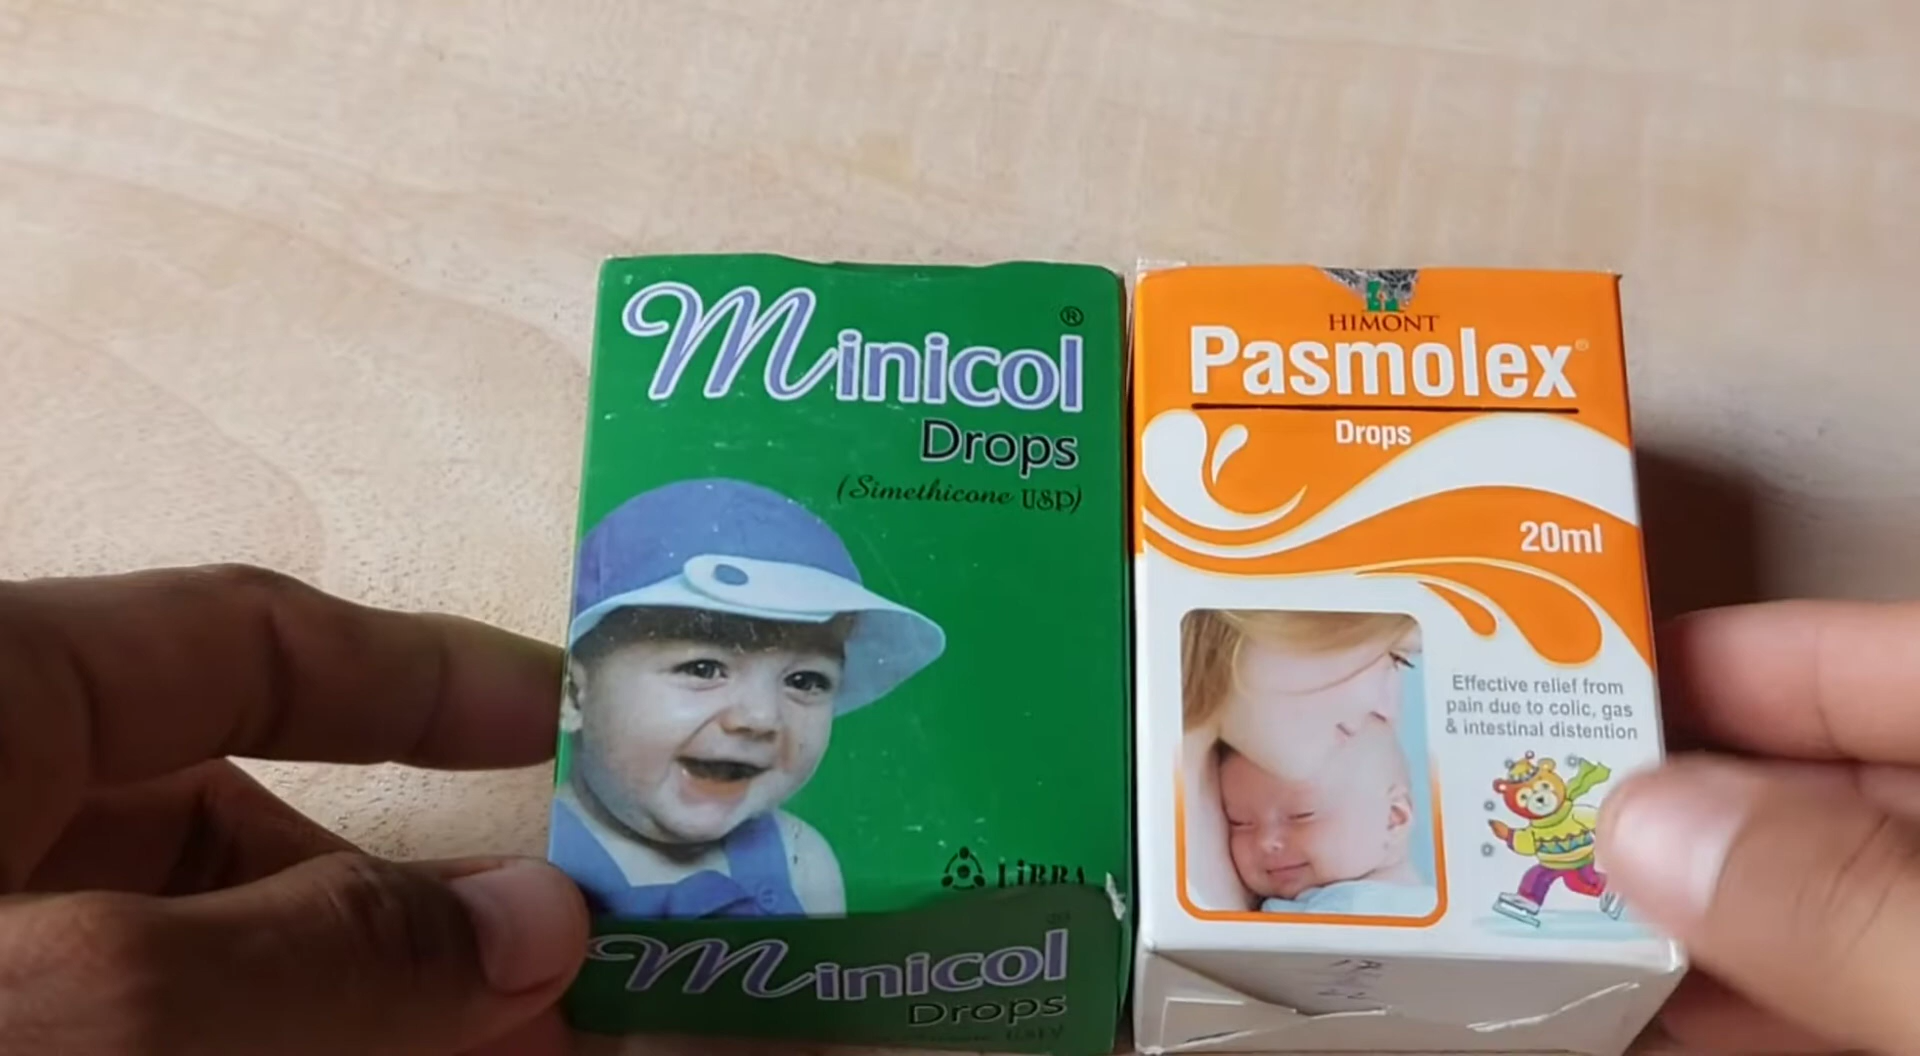 Minicol®
Drops
(Simethicone USP)
LiBRA
Minicol
Drops
HIMONT
Pasmolex®
Drops
20ml
Effective relief from
pain due to colic, gas
& intestinal distention